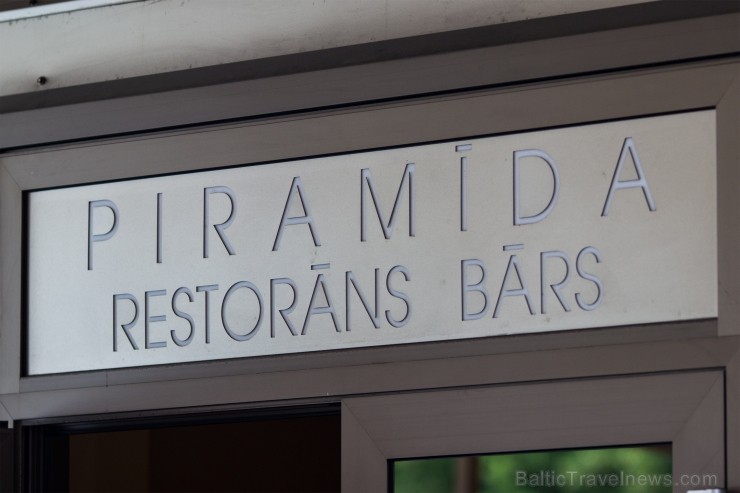 PIRAMĪDA
RESTORĀNS BĀRS
BalticTravelnews.com